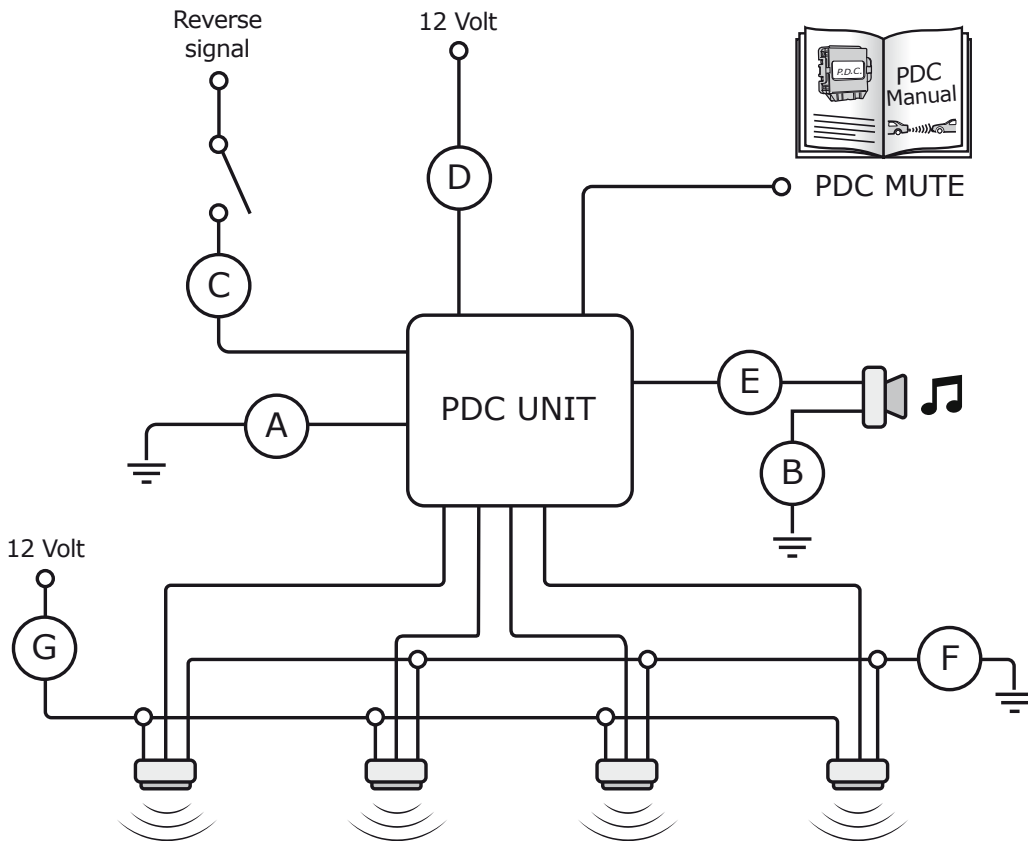 Reverse
signal
12 Volt
P.D.C.
PDC
Manual
PDC MUTE
D
C
PDC UNIT
E
A
B
12 Volt
G
F